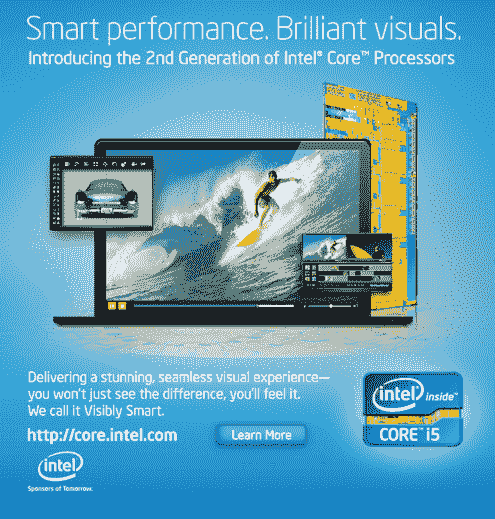 Smart performance. Brilliant visuals.
Introducing the 2nd Generation of Intel® Core™ Processors
Delivering a stunning, seamless visual experience—
you won't just see the difference, you'll feel it.
We call it Visibly Smart.
http://core.intel.com
Learn More
intel
Sponsors of Tomorrow.
intel inside™
CORE™ i5